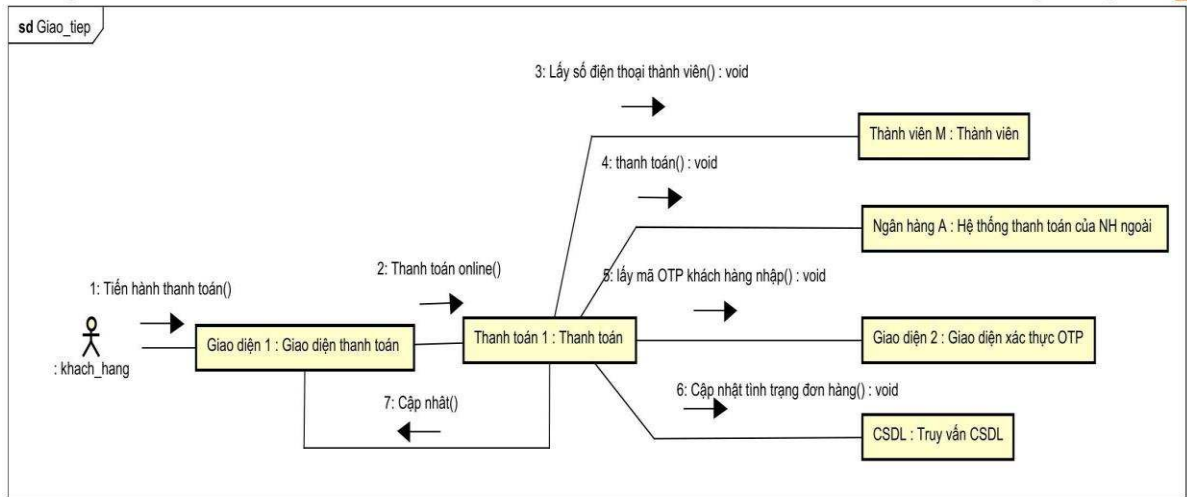 sd Giao_tiep
3: Lấy số điện thoại thành viên() : void
Thành viên M : Thành viên
4: thanh toán() : void
Ngân hàng A : Hệ thống thanh toán của NH ngoài
2: Thanh toán online()
5: lấy mã OTP khách hàng nhập() : void
1: Tiến hành thanh toán()
Giao diện 1 : Giao diện thanh toán
Thanh toán 1 : Thanh toán
Giao diện 2 : Giao diện xác thực OTP
: khach_hang
6: Cập nhật tình trạng đơn hàng() : void
7: Cập nhât()
CSDL : Truy vấn CSDL